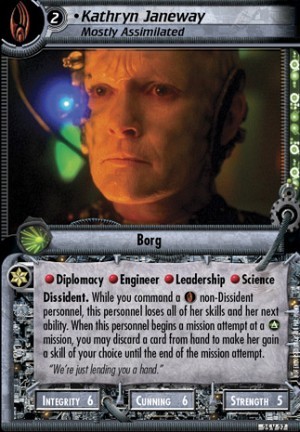 2 • Kathryn Janeway
Mostly Assimilated
Borg
Diplomacy Engineer Leadership Science
Dissident. While you command a non-Dissident
personnel, this personnel loses all of her skills and her next
ability. When this personnel begins a mission attempt at a
mission, you may discard a card from hand to make her gain
a skill of your choice until the end of the mission attempt.
"We're just lending you a hand."
INTEGRITY 6 CUNNING 6 STRENGTH 5